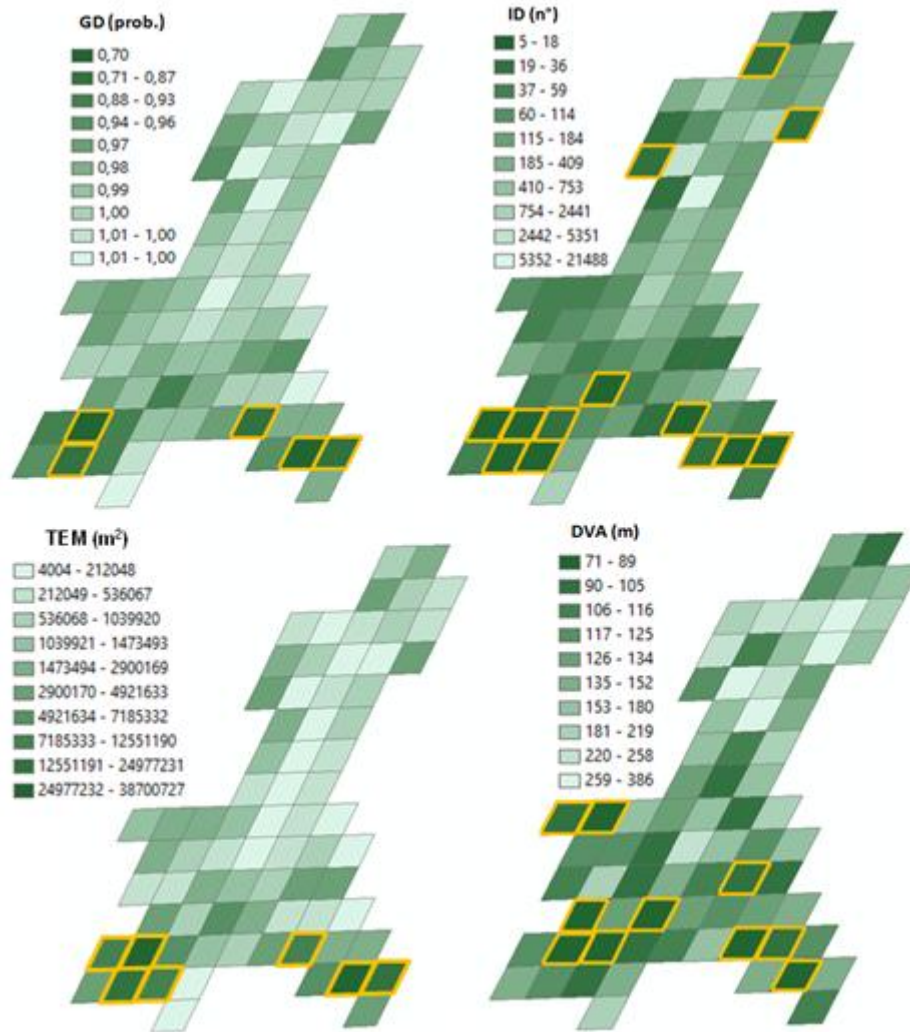 GD (prob.)
0,70
0,71 - 0,87
0,88 - 0,93
0,94 - 0,96
0,97
0,98
0,99
1,00
1,01 - 1,00
1,01 - 1,00
ID (n°)
5 - 18
19 - 36
37 - 59
60 - 114
115 - 184
185 - 409
410 - 753
754 - 2441
2442 - 5351
5352 - 21488
TEM (m²)
4004 - 212048
212049 - 536067
536068 - 1039920
1039921 - 1473493
1473494 - 2900169
2900170 - 4921633
4921634 - 7185332
7185333 - 12551190
12551191 - 24977231
24977232 - 38700727
DVA (m)
71 - 89
90 - 105
106 - 116
117 - 125
126 - 134
135 - 152
153 - 180
181 - 219
220 - 258
259 - 386